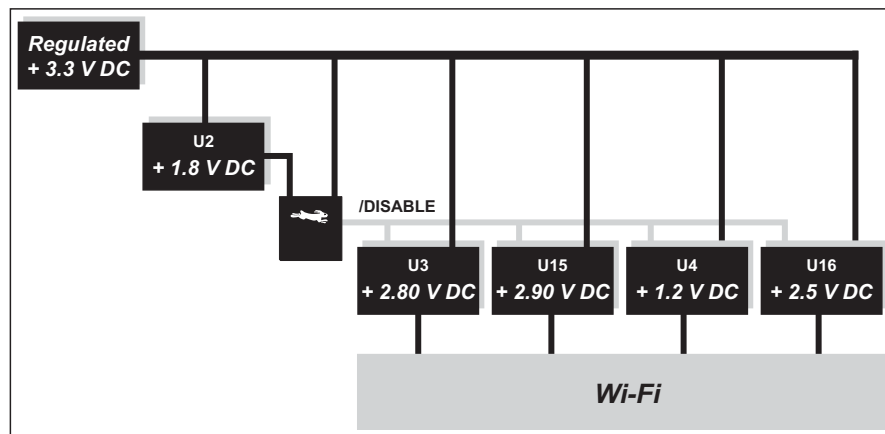 Regulated
+ 3.3 V DC
U2
+ 1.8 V DC
/DISABLE
U3
+ 2.80 V DC
U15
+ 2.90 V DC
U4
+ 1.2 V DC
U16
+ 2.5 V DC
Wi-Fi